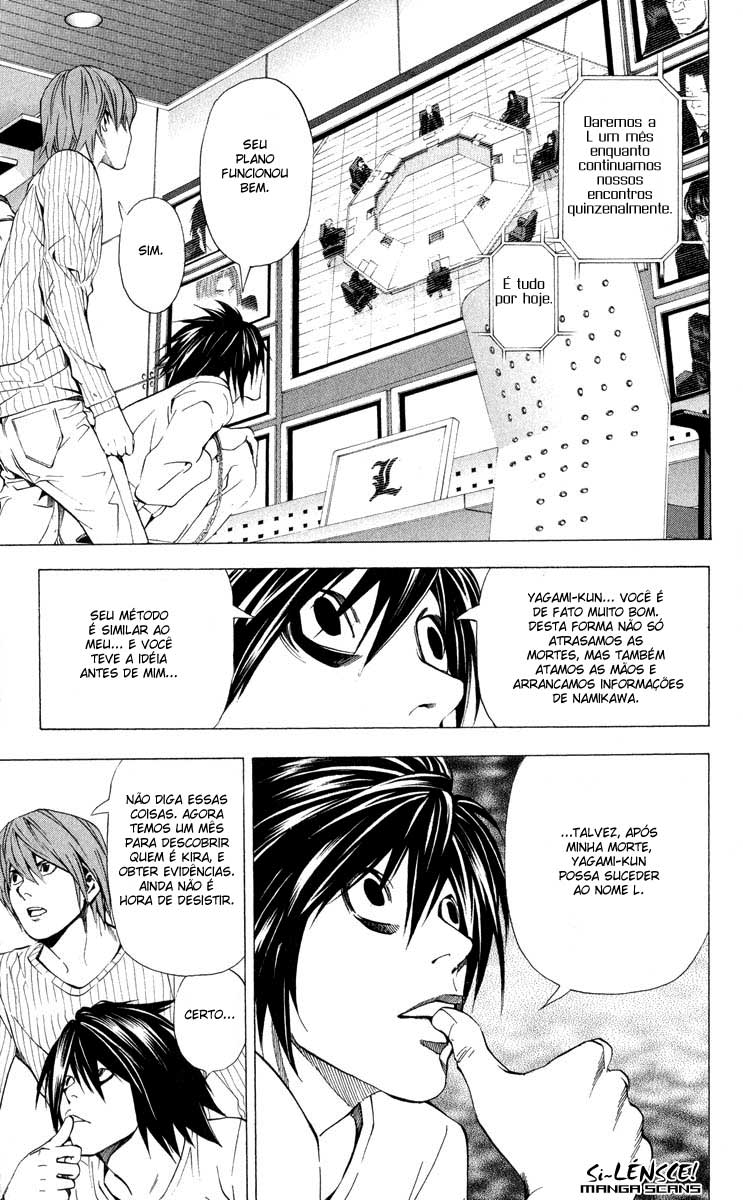 Daremos a
L um mês
enquanto
continuamos
nossos
encontros
quinzenalmente.
É tudo
por hoje.
SEU
PLANO
FUNCIONOU
BEM.
SIM.
L
YAGAMI-KUN... VOCÊ É
DE FATO MUITO BOM.
DESTA FORMA NÃO SÓ
ATRASAMOS AS
MORTES, MAS TAMBÉM
ATAMOS AS MÃOS E
ARRANCAMOS INFORMAÇÕES
DE NAMIKAWA.
SEU MÉTODO
É SIMILAR AO
MEU... E VOCÊ
TEVE A IDÉIA
ANTES DE MIM...
...TALVEZ, APÓS
MINHA MORTE,
YAGAMI-KUN
POSSA SUCEDER
AO NOME L.
NÃO DIGA ESSAS
COISAS. AGORA
TEMOS UM MÊS
PARA DESCOBRIR
QUEM É KIRA, E
OBTER EVIDÊNCIAS.
AINDA NÃO É
HORA DE DESISTIR.
CERTO...
Si~LÉNSCE!
MANGA SCANS